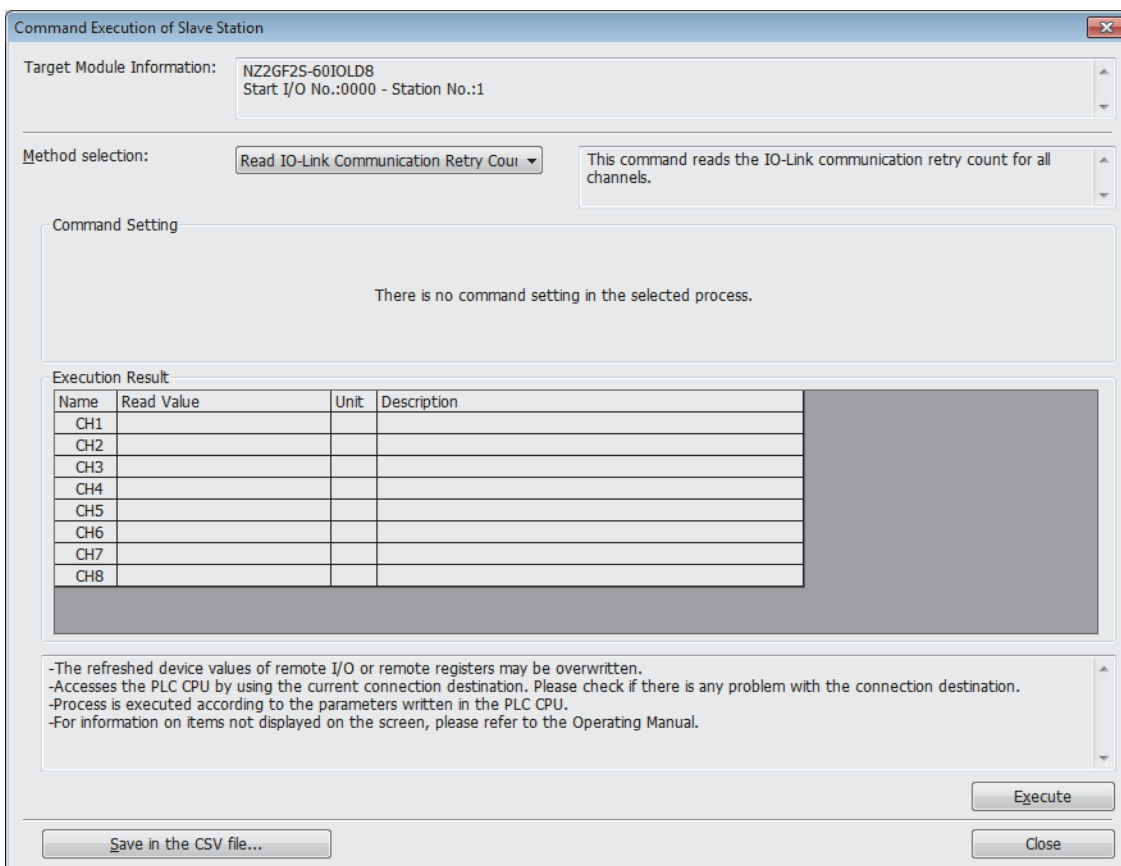 Command Execution of Slave Station
Target Module Information:
NZ2GF2S-60IOLD8
Start I/O No.:0000 - Station No.:1
Method selection:
Read IO-Link Communication Retry Cour
This command reads the IO-Link communication retry count for all
channels.
Command Setting
There is no command setting in the selected process.
Execution Result
Name Read Value Unit Description
CH1
CH2
CH3
CH4
CH5
CH6
CH7
CH8
-The refreshed device values of remote I/O or remote registers may be overwritten.
-Accesses the PLC CPU by using the current connection destination. Please check if there is any problem with the connection destination.
-Process is executed according to the parameters written in the PLC CPU.
-For information on items not displayed on the screen, please refer to the Operating Manual.
Execute
Save in the CSV file...
Close